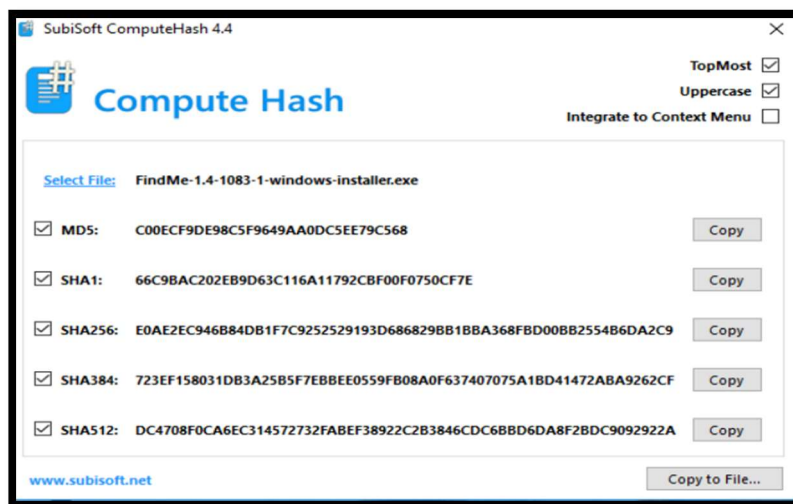 SubiSoft ComputeHash 4.4
TopMost
Compute Hash
Uppercase
Integrate to Context Menu
Select File: FindMe-1.4-1083-1-windows-installer.exe
MD5: C00ECF9DE98C5F9649AA0DC5EE79C568 Copy
SHA1: 66C9BAC202EB9D63C116A11792CBF00F0750CF7E Copy
SHA256: E0AE2EC946B84DB1F7C9252529193D686829BB1BBA368FBD00BB2554B6DA2C9 Copy
SHA384: 723EF158031DB3A25B5F7EBBEE0559FB08A0F637407075A1BD41472ABA9262CF Copy
SHA512: DC4708F0CA6EC314572732FABEF38922C2B3846CDC6BBD6DA8F2BDC9092922A Copy
www.subisoft.net Copy to File...